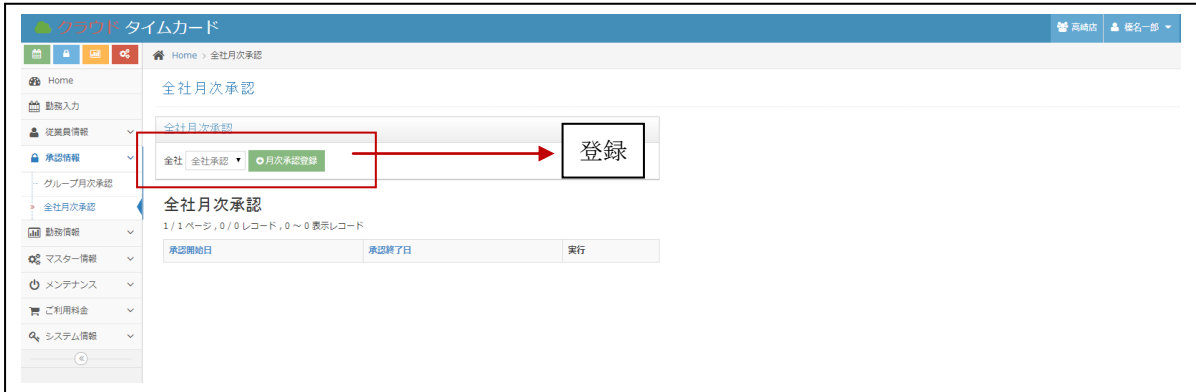 クラウド タイムカード
高崎店
榛名一郎
Home > 全社月次承認
Home
勤務入力
従業員情報
承認情報
グループ月次承認
全社月次承認
勤務情報
マスター情報
メンテナンス
ご利用料金
システム情報
全社月次承認
全社月次承認
全社 全社承認 月次承認登録
登録
全社月次承認
1 / 1 ページ , 0 / 0 レコード , 0 ～ 0 表示レコード
承認開始日 承認終了日 実行